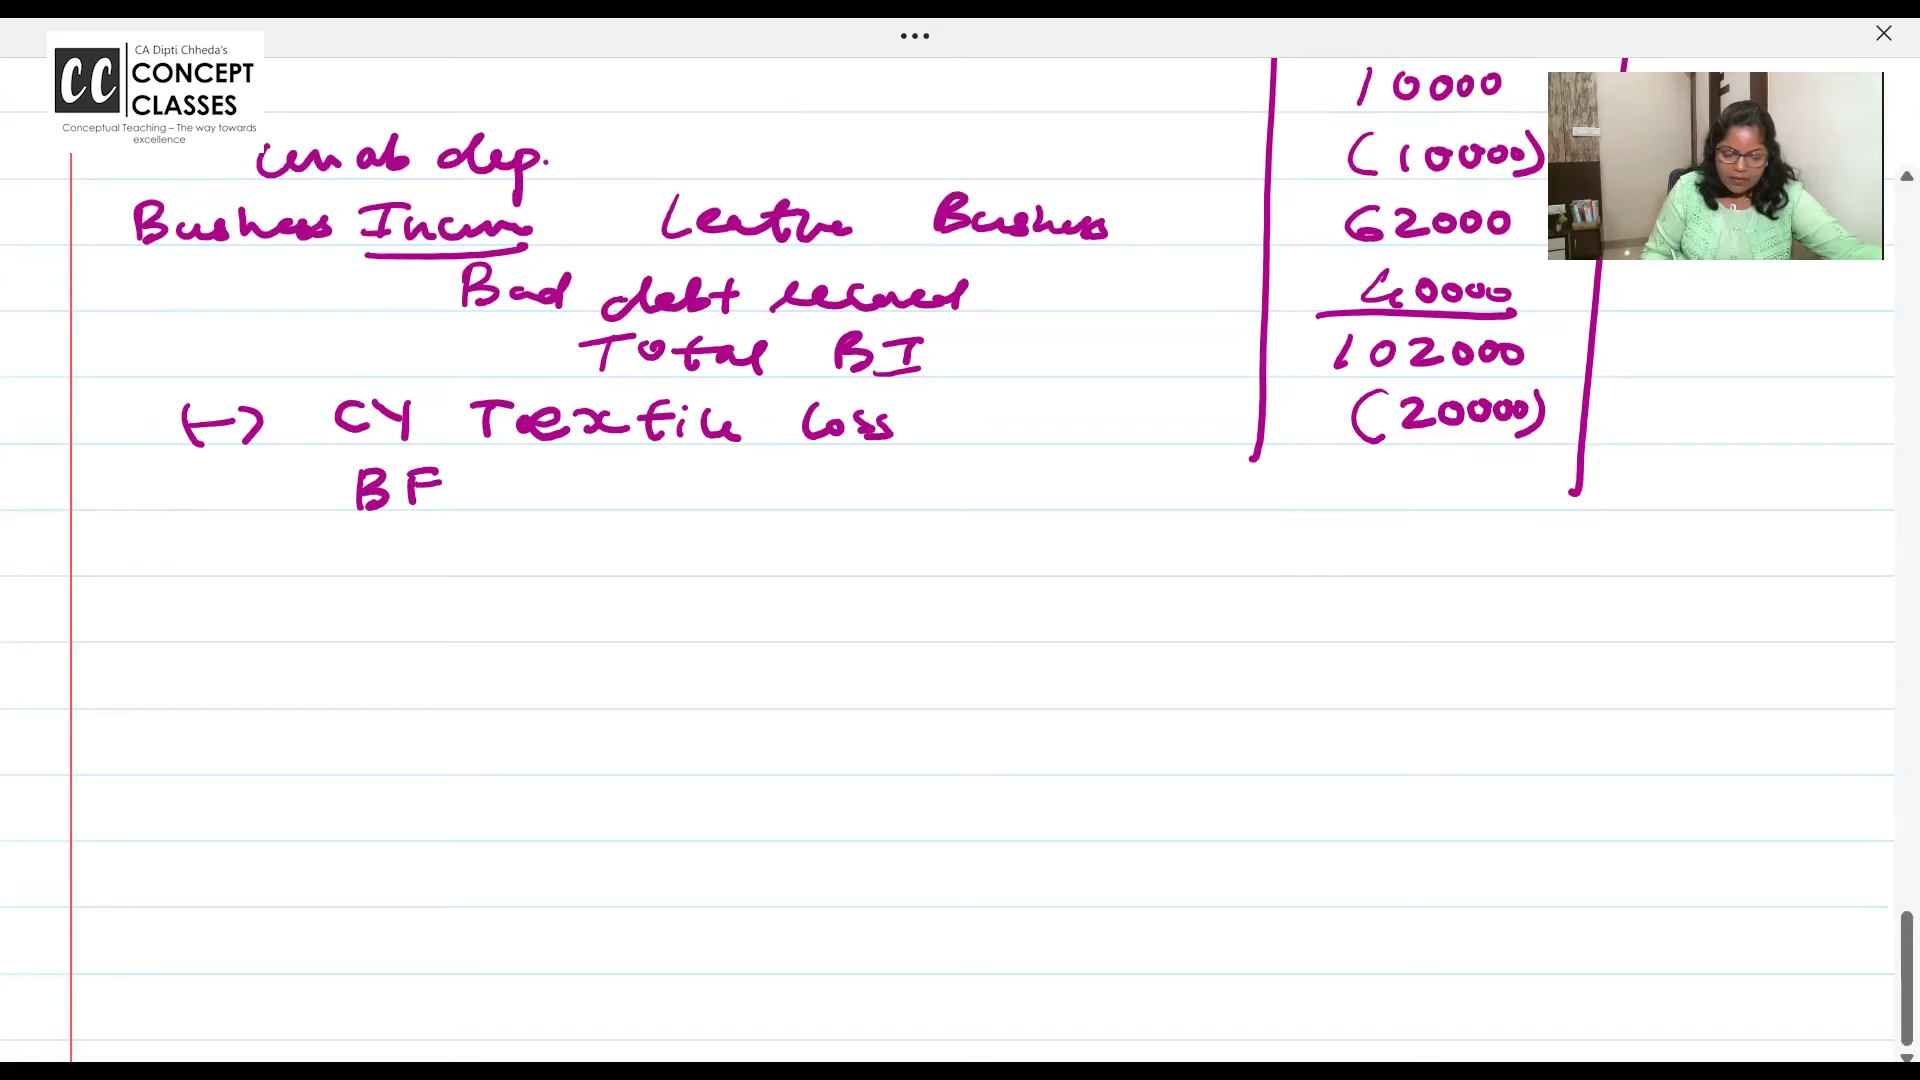 CA Dipti Chheda's
CC CONCEPT
CLASSES
Conceptual Teaching – The way towards
excellence
10000
unab dep. (10000)
Business Income Leather Business 62000
Bad debt recovered 40000
Total BI 102000
(-) CY Textile loss (20000)
BF